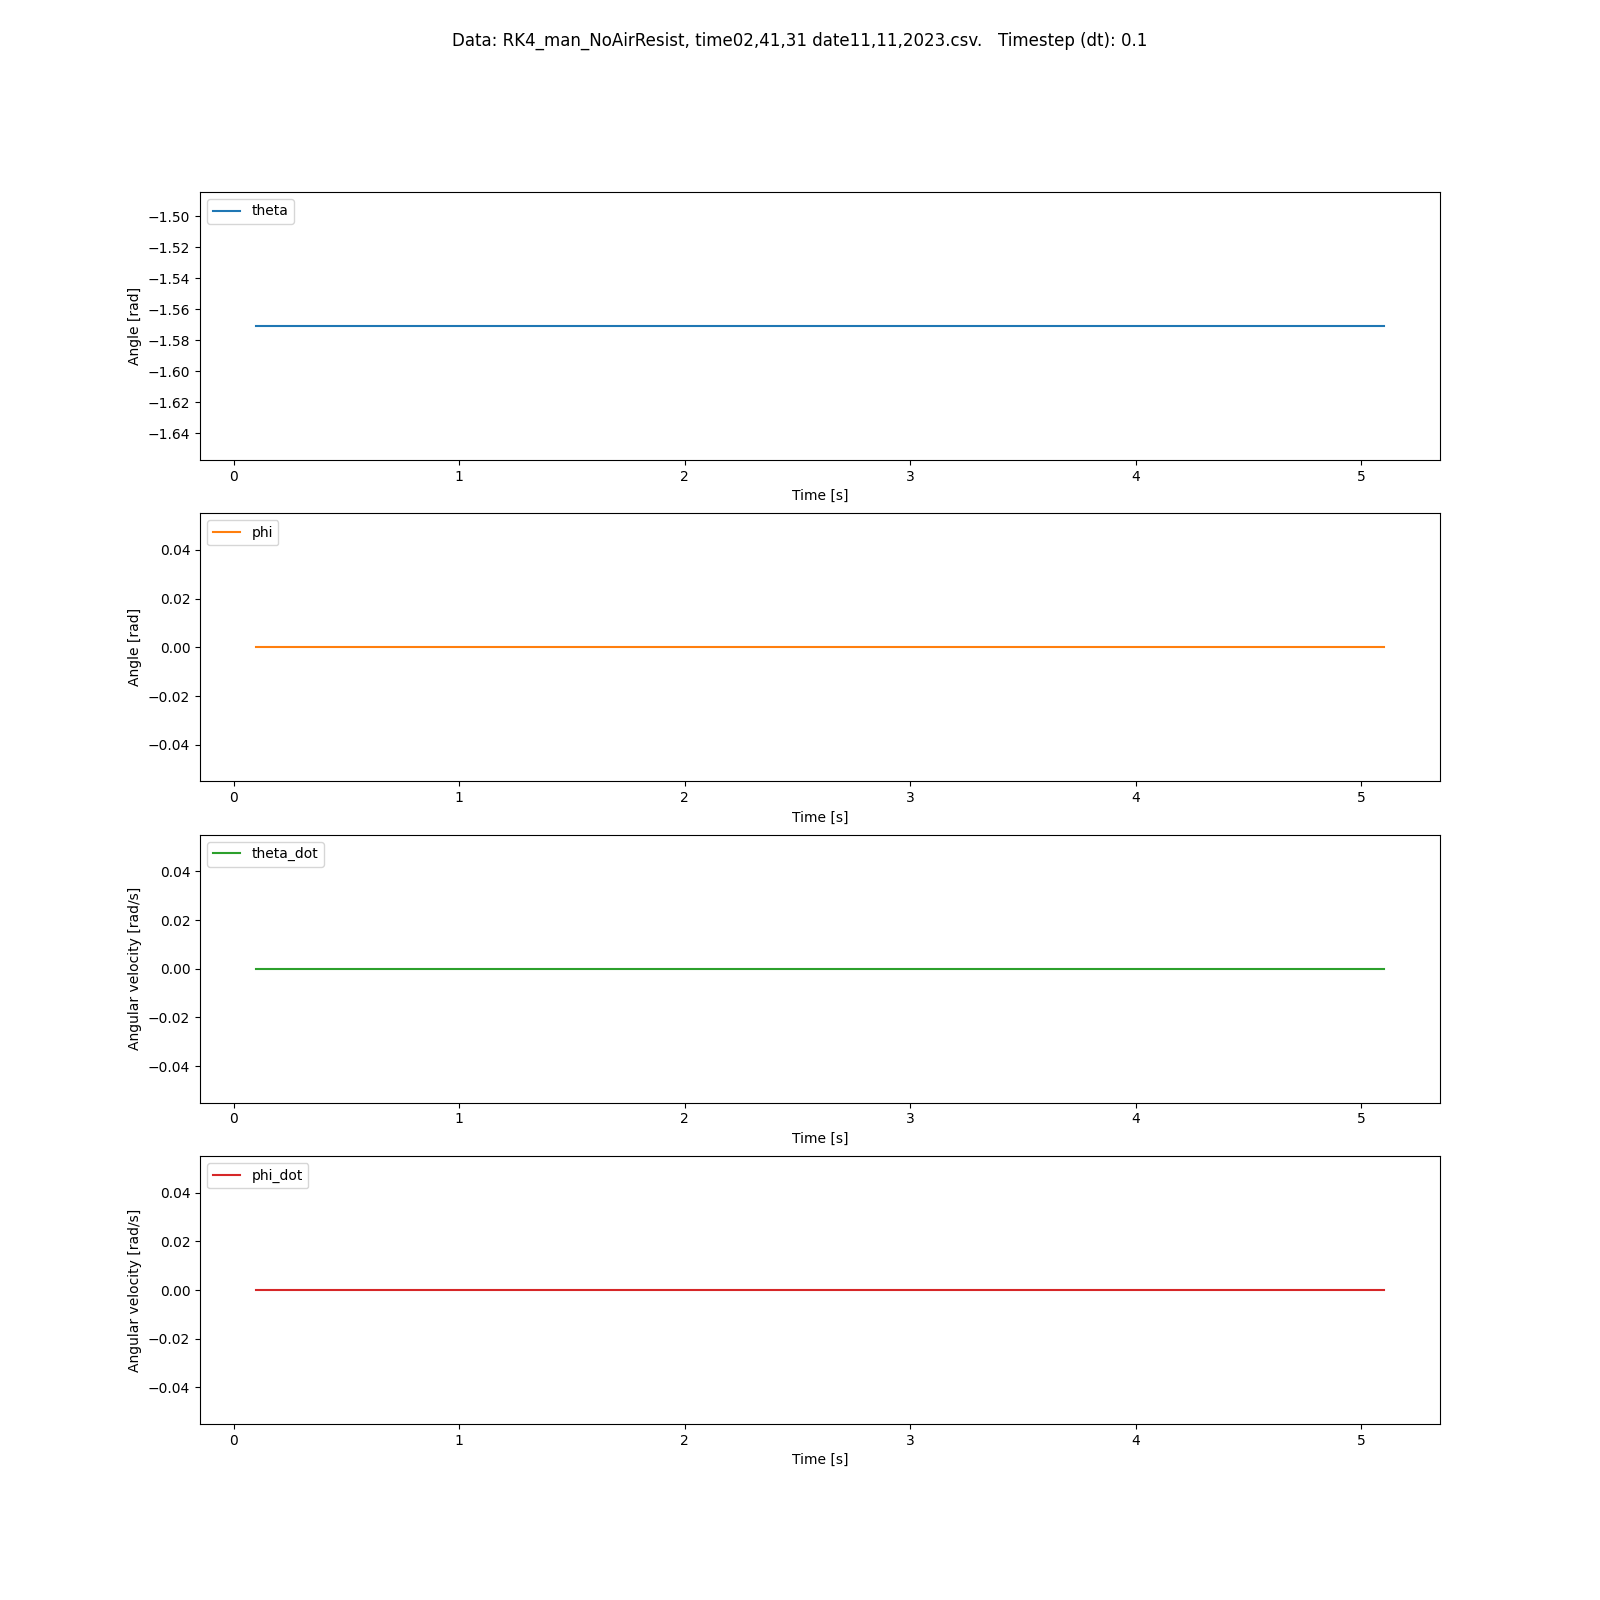 Data: RK4_man_NoAirResist, time02,41,31 date11,11,2023.csv.   Timestep (dt): 0.1
theta
−1.50
−1.52
−1.54
−1.56
−1.58
−1.60
−1.62
−1.64
Angle [rad]
0 1 2 3 4 5
Time [s]
phi
0.04
0.02
0.00
−0.02
−0.04
Angle [rad]
0 1 2 3 4 5
Time [s]
theta_dot
0.04
0.02
0.00
−0.02
−0.04
Angular velocity [rad/s]
0 1 2 3 4 5
Time [s]
phi_dot
0.04
0.02
0.00
−0.02
−0.04
Angular velocity [rad/s]
0 1 2 3 4 5
Time [s]